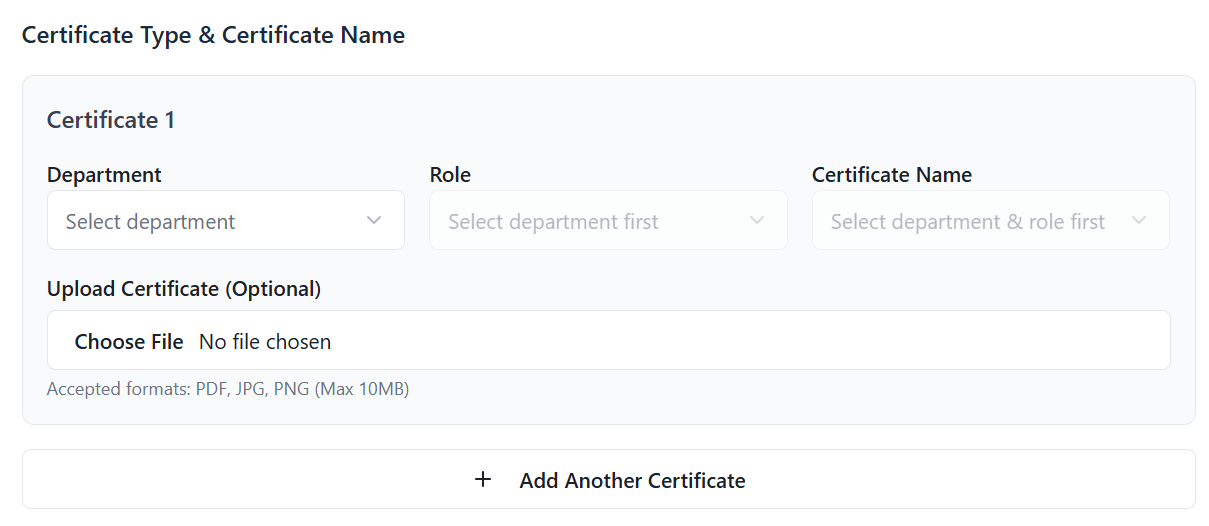 Certificate Type & Certificate Name
Certificate 1
Department Role Certificate Name
Select department Select department first Select department & role first
Upload Certificate (Optional)
Choose File No file chosen
Accepted formats: PDF, JPG, PNG (Max 10MB)
+ Add Another Certificate